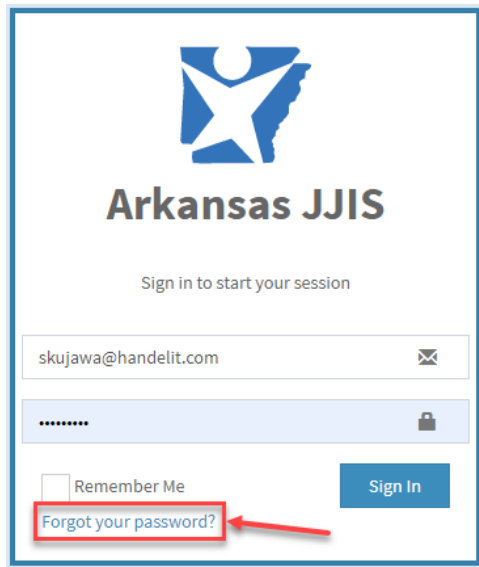 Arkansas JJIS
Sign in to start your session
skujawa@handelit.com
•••••••••
Remember Me
Sign In
Forgot your password?